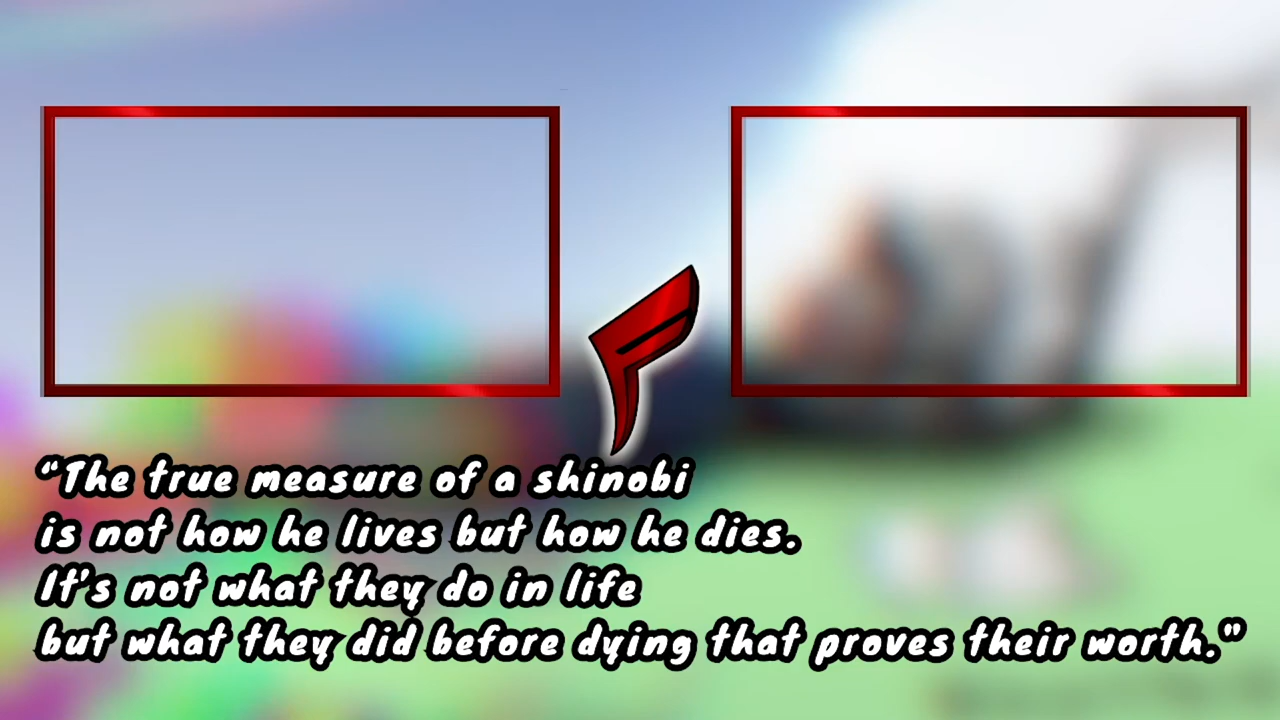 “The true measure of a shinobi
is not how he lives but how he dies.
It's not what they do in life
but what they did before dying that proves their worth.”